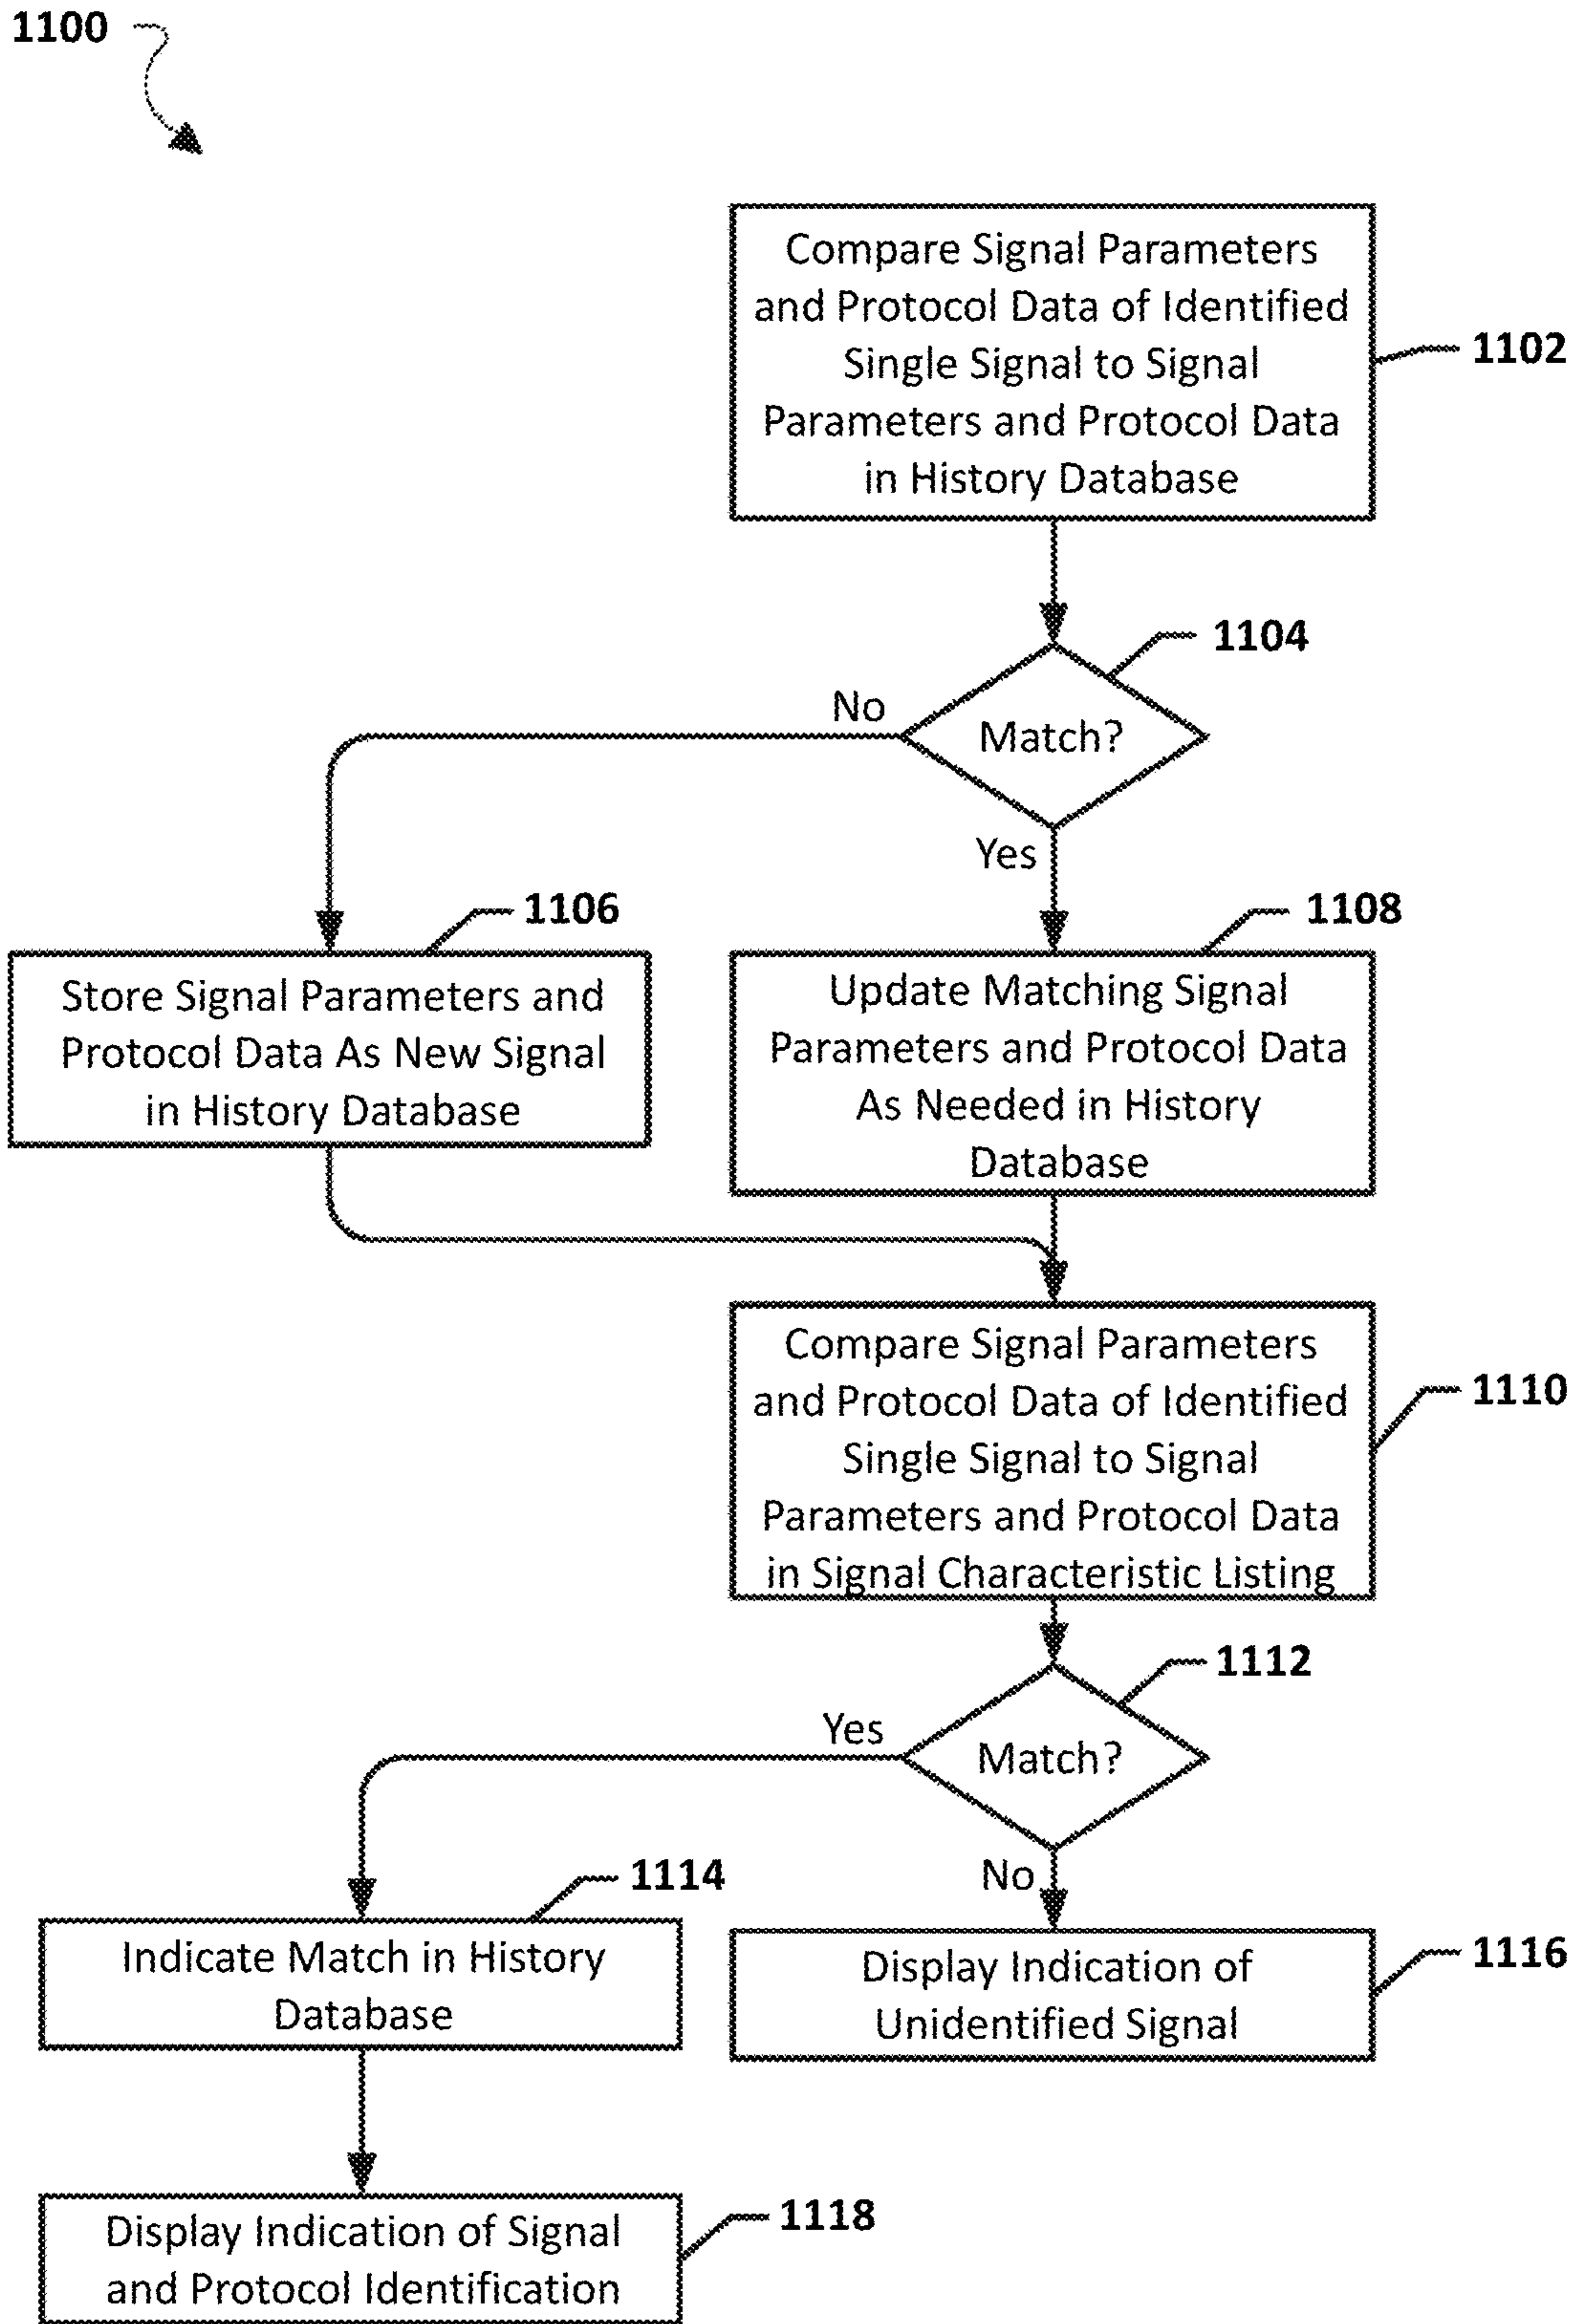 1100
Compare Signal Parameters
and Protocol Data of Identified
Single Signal to Signal
Parameters and Protocol Data
in History Database
1102
1104
No
Match?
Yes
1106
1108
Store Signal Parameters and
Protocol Data As New Signal
in History Database
Update Matching Signal
Parameters and Protocol Data
As Needed in History
Database
Compare Signal Parameters
and Protocol Data of Identified
Single Signal to Signal
Parameters and Protocol Data
in Signal Characteristic Listing
1110
1112
Yes
Match?
No
1114
Indicate Match in History
Database
Display Indication of
Unidentified Signal
1116
Display Indication of Signal
and Protocol Identification
1118